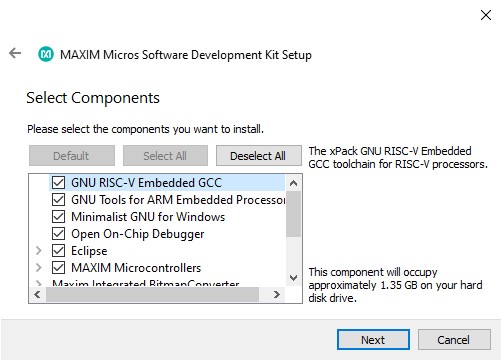 MAXIM Micros Software Development Kit Setup
Select Components
Please select the components you want to install.
Default
Select All
Deselect All
GNU RISC-V Embedded GCC
GNU Tools for ARM Embedded Processor
Minimalist GNU for Windows
Open On-Chip Debugger
Eclipse
MAXIM Microcontrollers
Maxim Integrated BitmapConverter
The xPack GNU RISC-V Embedded
GCC toolchain for RISC-V processors.
This component will occupy
approximately 1.35 GB on your hard
disk drive.
Next
Cancel